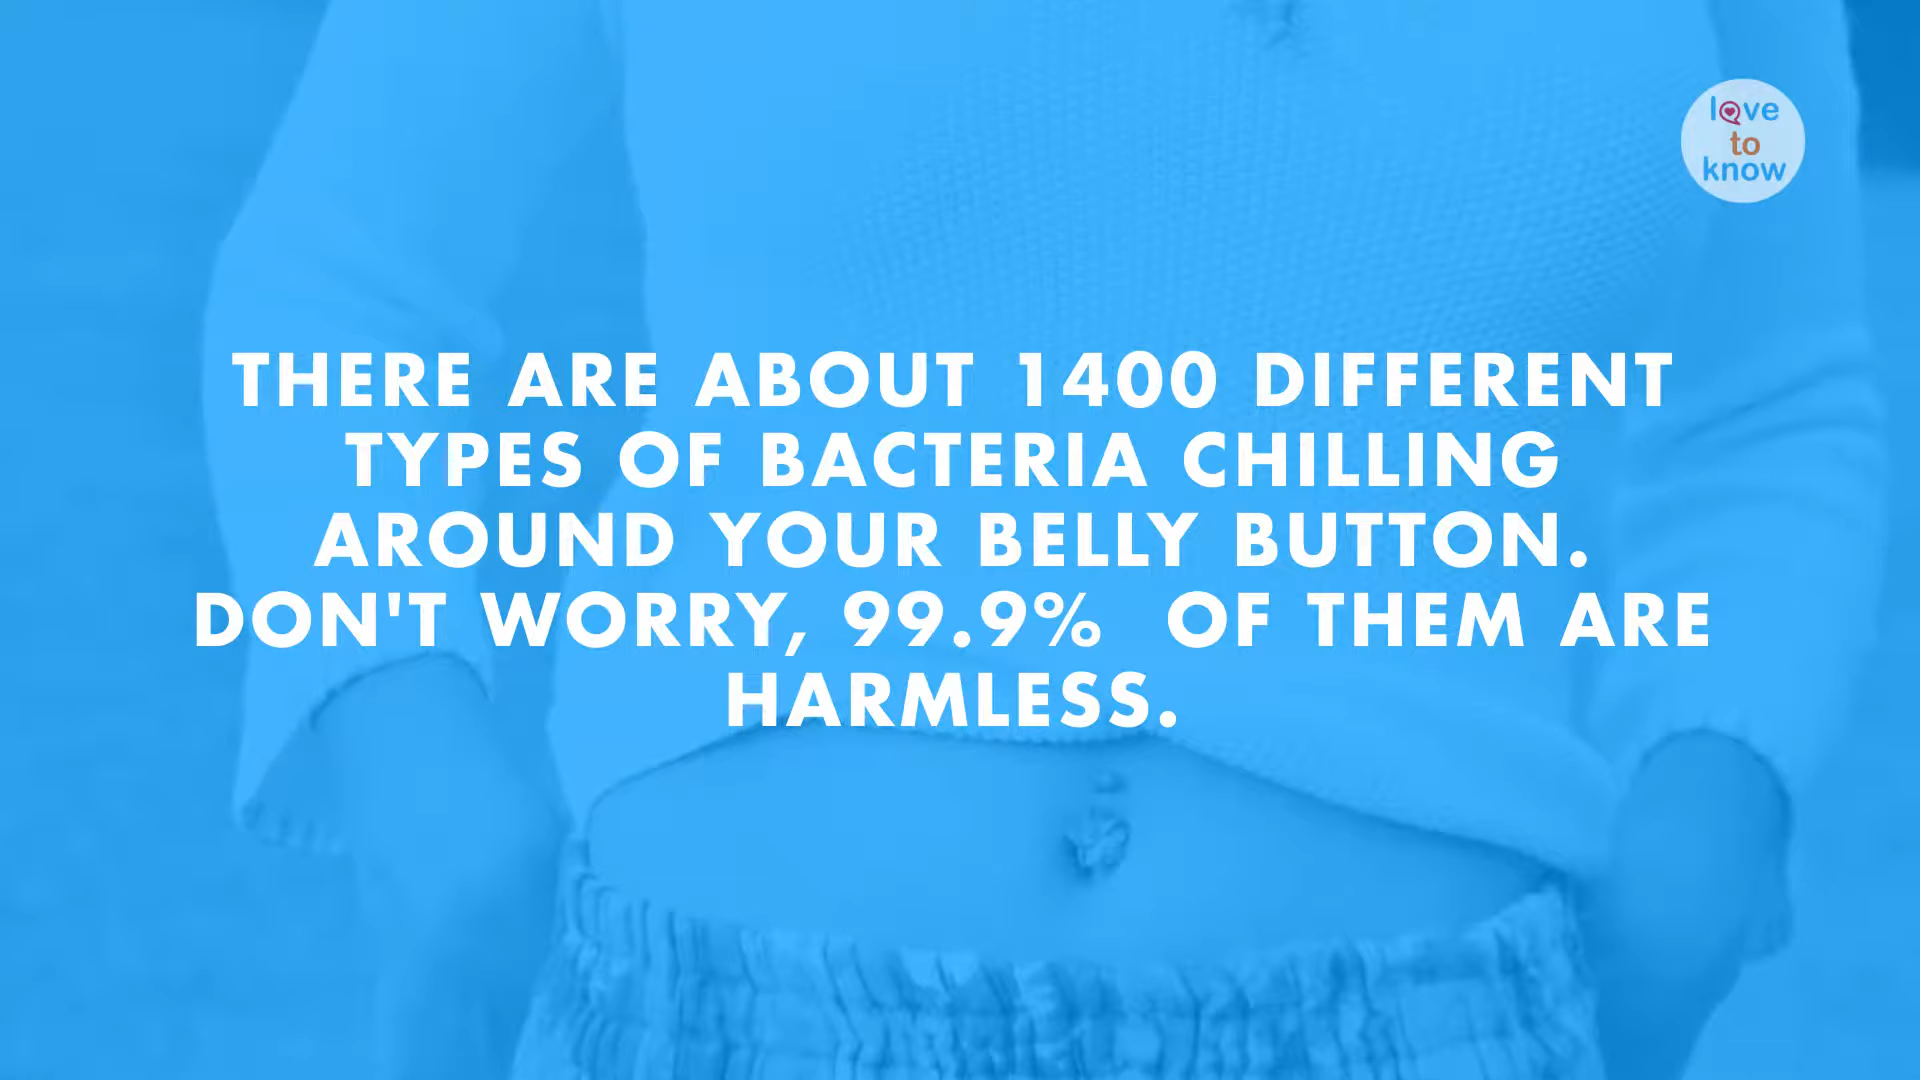 love
to
know
THERE ARE ABOUT 1400 DIFFERENT
TYPES OF BACTERIA CHILLING
AROUND YOUR BELLY BUTTON.
DON'T WORRY, 99.9% OF THEM ARE
HARMLESS.